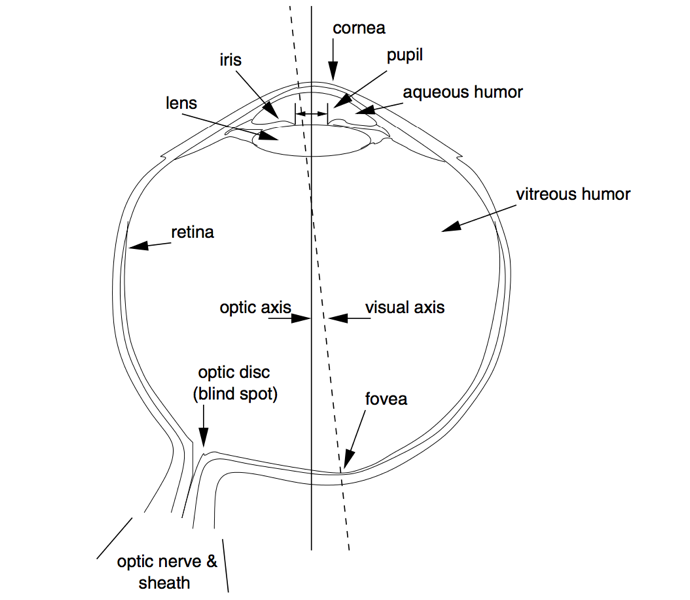 cornea
iris
pupil
lens
aqueous humor
vitreous humor
retina
optic axis
visual axis
optic disc
(blind spot)
fovea
optic nerve &
sheath